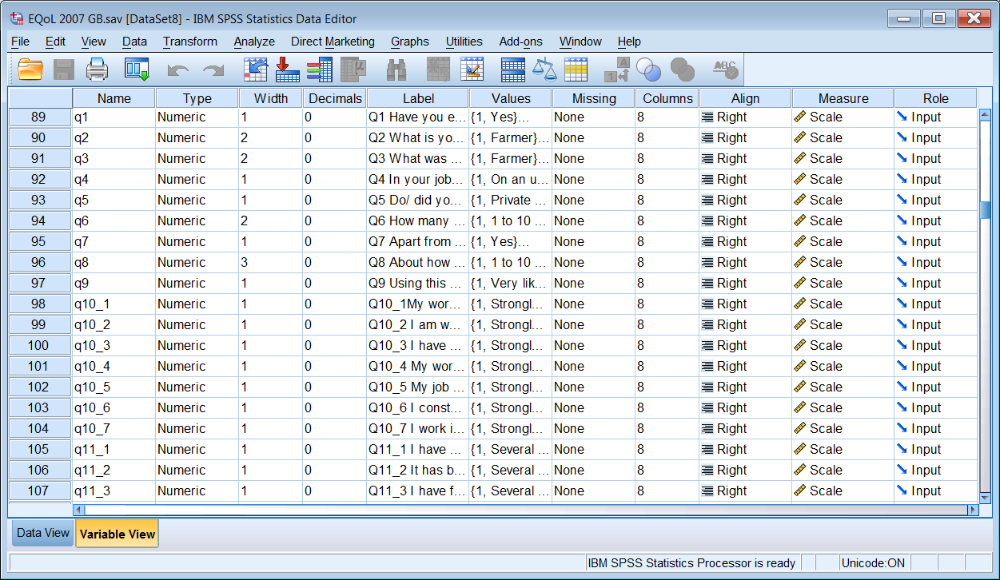 EQoL 2007 GB.sav [DataSet8] - IBM SPSS Statistics Data Editor
File Edit View Data Transform Analyze Direct Marketing Graphs Utilities Add-ons Window Help
Name Type Width Decimals Label Values Missing Columns Align Measure Role
89 q1 Numeric 1 0 Q1 Have you e... {1, Yes}... None 8 Right Scale Input
90 q2 Numeric 2 0 Q2 What is yo... {1, Farmer}... None 8 Right Scale Input
91 q3 Numeric 2 0 Q3 What was ... {1, Farmer}... None 8 Right Scale Input
92 q4 Numeric 1 0 Q4 In your job... {1, On an u... None 8 Right Scale Input
93 q5 Numeric 1 0 Q5 Do/ did yo... {1, Private ... None 8 Right Scale Input
94 q6 Numeric 2 0 Q6 How many ... {1, 1 to 10 ... None 8 Right Scale Input
95 q7 Numeric 1 0 Q7 Apart from ... {1, Yes}... None 8 Right Scale Input
96 q8 Numeric 3 0 Q8 About how ... {1, 1 to 10 ... None 8 Right Scale Input
97 q9 Numeric 1 0 Q9 Using this ... {1, Very lik... None 8 Right Scale Input
98 q10_1 Numeric 1 0 Q10_1My wor... {1, Strongl... None 8 Right Scale Input
99 q10_2 Numeric 1 0 Q10_2 I am w... {1, Strongl... None 8 Right Scale Input
100 q10_3 Numeric 1 0 Q10_3 I have ... {1, Strongl... None 8 Right Scale Input
101 q10_4 Numeric 1 0 Q10_4 My wor... {1, Strongl... None 8 Right Scale Input
102 q10_5 Numeric 1 0 Q10_5 My job ... {1, Strongl... None 8 Right Scale Input
103 q10_6 Numeric 1 0 Q10_6 I const... {1, Strongl... None 8 Right Scale Input
104 q10_7 Numeric 1 0 Q10_7 I work i... {1, Strongl... None 8 Right Scale Input
105 q11_1 Numeric 1 0 Q11_1 I have ... {1, Several ... None 8 Right Scale Input
106 q11_2 Numeric 1 0 Q11_2 It has b... {1, Several ... None 8 Right Scale Input
107 q11_3 Numeric 1 0 Q11_3 I have f... {1, Several ... None 8 Right Scale Input
Data View Variable View
IBM SPSS Statistics Processor is ready Unicode:ON